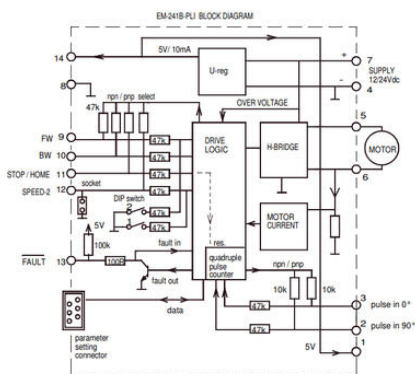 EM-241B-PLI BLOCK DIAGRAM
5V/ 10mA
14
U-reg
+
7
SUPPLY
12/24Vdc
-
4
8
npn / pnp select
47k
OVER VOLTAGE
5
FW 9
47k
DRIVE
LOGIC
H-BRIDGE
MOTOR
BW 10
47k
STOP / HOME 11
47k
6
SPEED-2 12
47k
socket
DIP switch
2
47k
1
47k
MOTOR
CURRENT
5V
100k
fault in
res.
quadruple
pulse
counter
npn / pnp
FAULT 13
100R
fault out
10k
10k
data
47k
3 pulse in 0°
47k
2 pulse in 90°
parameter
setting
connector
5V
1